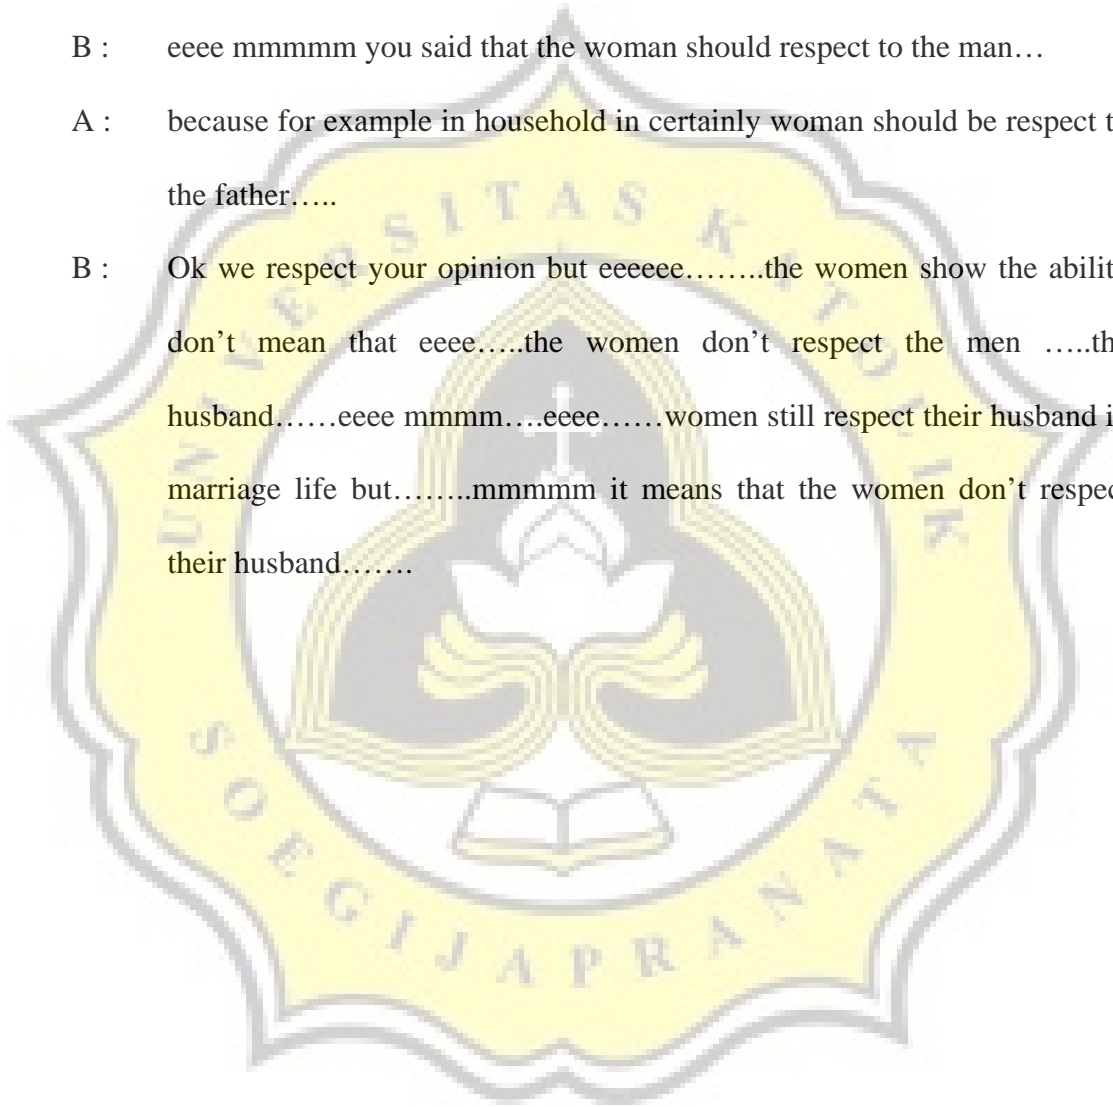 B : eeee mmmmm you said that the woman should respect to the man…
A : because for example in household in certainly woman should be respect t
the father…..
B : Ok we respect your opinion but eeeeee……..the women show the abilit
don’t mean that eeee…..the women don’t respect the men …..th
husband……eeee mmmm….eeee……women still respect their husband i
marriage life but……..mmmmm it means that the women don’t respec
their husband…….
UNIVERSITAS KATOLIK
SOEGIJAPRANATA